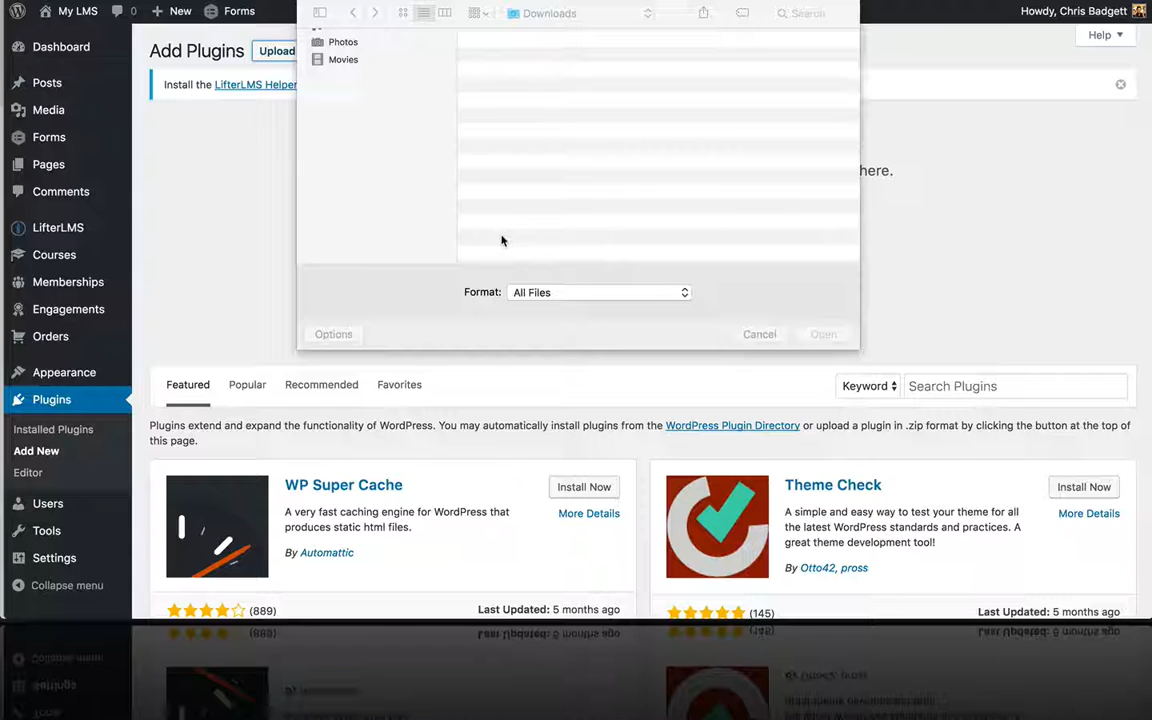 My LMS 0 New Forms
Howdy, Chris Badgett
Downloads
Search
Photos
Movies
Format: All Files
Options
Cancel
Open
Dashboard
Posts
Media
Forms
Pages
Comments
LifterLMS
Courses
Memberships
Engagements
Orders
Appearance
Plugins
Installed Plugins
Add New
Editor
Users
Tools
Settings
Collapse menu
Add Plugins Upload
Help
Install the LifterLMS Helper
here.
Featured Popular Recommended Favorites
Keyword Search Plugins
Plugins extend and expand the functionality of WordPress. You may automatically install plugins from the WordPress Plugin Directory or upload a plugin in .zip format by clicking the button at the top of
this page.
WP Super Cache
Install Now
A very fast caching engine for WordPress that
produces static html files.
More Details
By Automattic
(889)
Last Updated: 5 months ago
Theme Check
Install Now
A simple and easy way to test your theme for all
the latest WordPress standards and practices. A
great theme development tool!
More Details
By Otto42, pross
(145)
Last Updated: 5 months ago